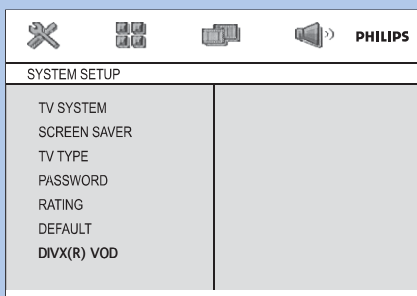 PHILIPS
SYSTEM SETUP
TV SYSTEM
SCREEN SAVER
TV TYPE
PASSWORD
RATING
DEFAULT
DIVX(R) VOD